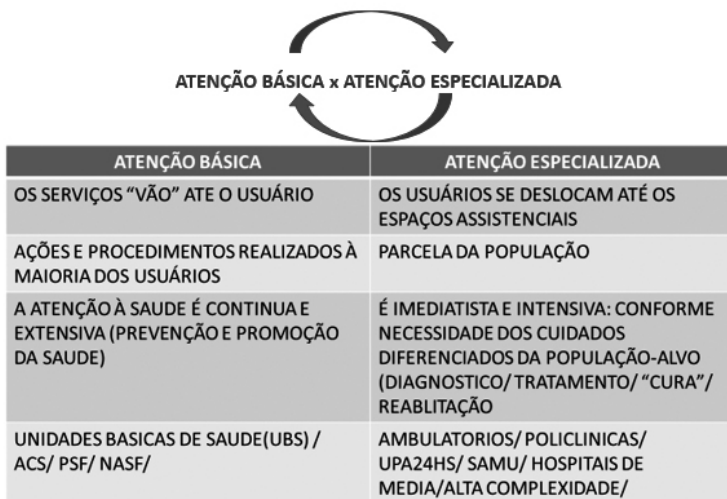 ATENÇÃO BÁSICA x ATENÇÃO ESPECIALIZADA
ATENÇÃO BÁSICA
ATENÇÃO ESPECIALIZADA
OS SERVIÇOS “VÃO” ATE O USUÁRIO
OS USUÁRIOS SE DESLOCAM ATÉ OS
ESPAÇOS ASSISTENCIAIS
AÇÕES E PROCEDIMENTOS REALIZADOS À
MAIORIA DOS USUÁRIOS
PARCELA DA POPULAÇÃO
A ATENÇÃO À SAUDE É CONTINUA E
EXTENSIVA (PREVENÇÃO E PROMOÇÃO
DA SAUDE)
É IMEDIATISTA E INTENSIVA: CONFORME
NECESSIDADE DOS CUIDADOS
DIFERENCIADOS DA POPULAÇÃO-ALVO
(DIAGNOSTICO/ TRATAMENTO/ “CURA”/
REABLITAÇÃO
UNIDADES BASICAS DE SAUDE(UBS) /
ACS/ PSF/ NASF/
AMBULATORIOS/ POLICLINICAS/
UPA24HS/ SAMU/ HOSPITAIS DE
MEDIA/ALTA COMPLEXIDADE/